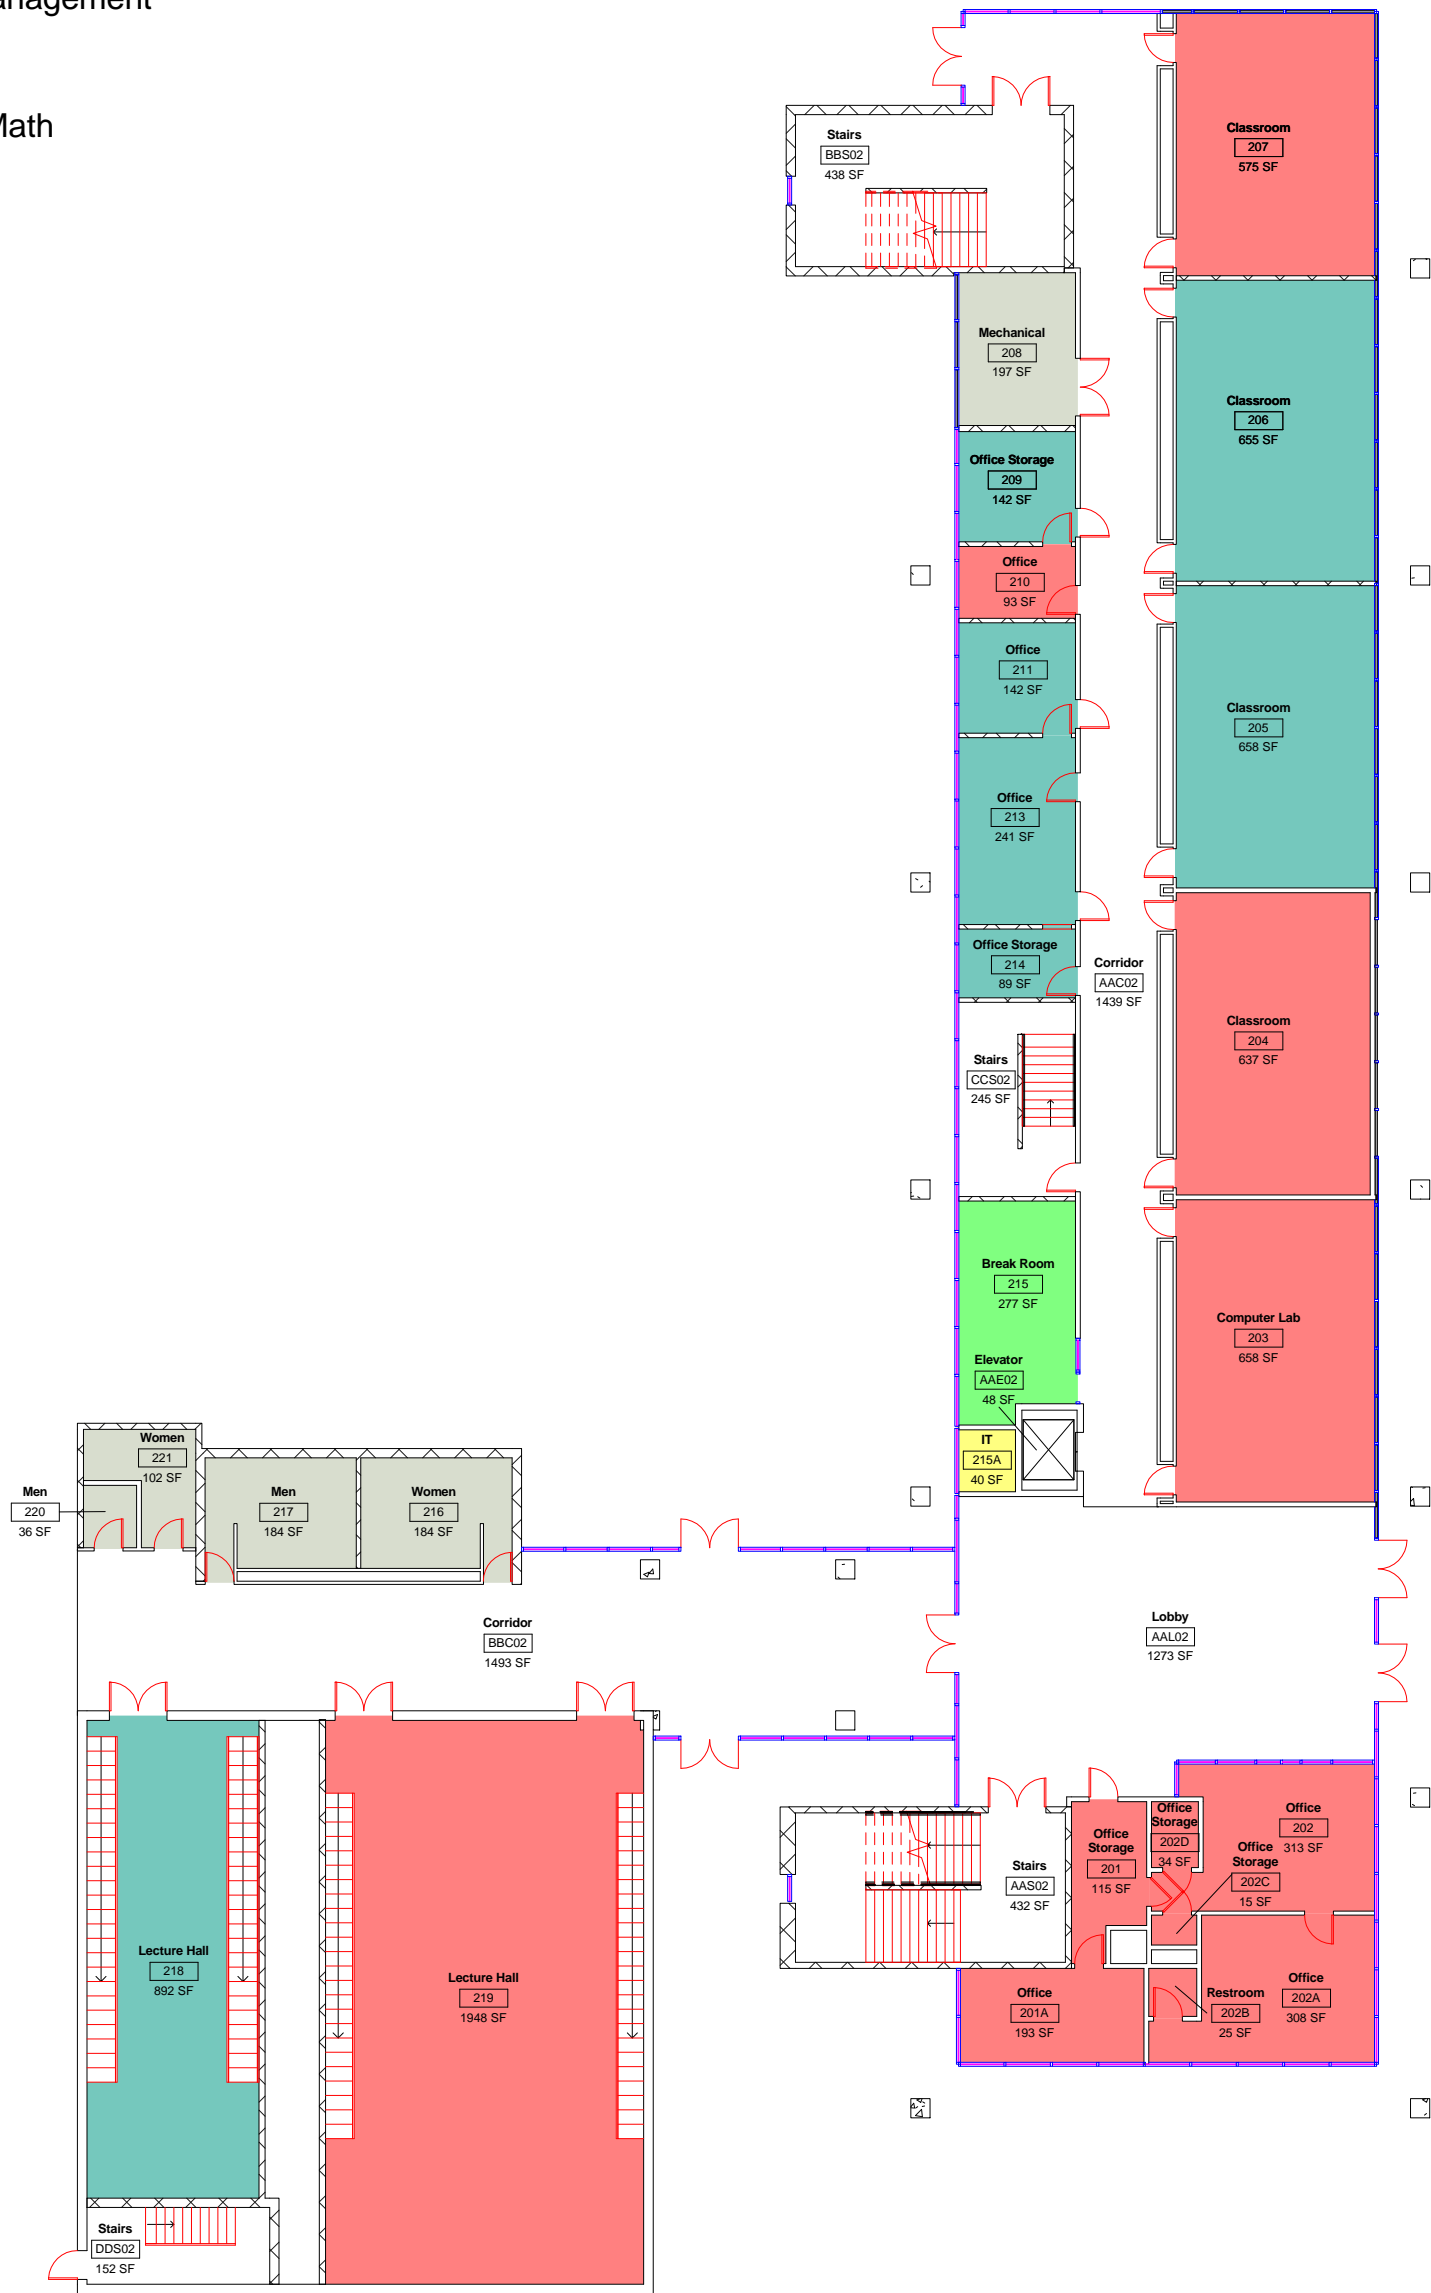 anagement
Math
Stairs
BBS02
438 SF
Classroom
207
575 SF
Mechanical
208
197 SF
Classroom
206
655 SF
Office Storage
209
142 SF
Office
210
93 SF
Office
211
142 SF
Classroom
205
658 SF
Office
213
241 SF
Office Storage
214
89 SF
Corridor
AAC02
1439 SF
Classroom
204
637 SF
Stairs
CCS02
245 SF
Break Room
215
277 SF
Computer Lab
203
658 SF
Elevator
AAE02
48 SF
IT
215A
40 SF
Women
221
102 SF
Men
220
36 SF
Men
217
184 SF
Women
216
184 SF
Corridor
BBC02
1493 SF
Lobby
AAL02
1273 SF
Office
Storage
202D
34 SF
Office
202
313 SF
Office
Storage
201
115 SF
Office
Storage
202C
15 SF
Stairs
AAS02
432 SF
Lecture Hall
218
892 SF
Lecture Hall
219
1948 SF
Office
201A
193 SF
Restroom
202B
25 SF
Office
202A
308 SF
Stairs
DDS02
152 SF